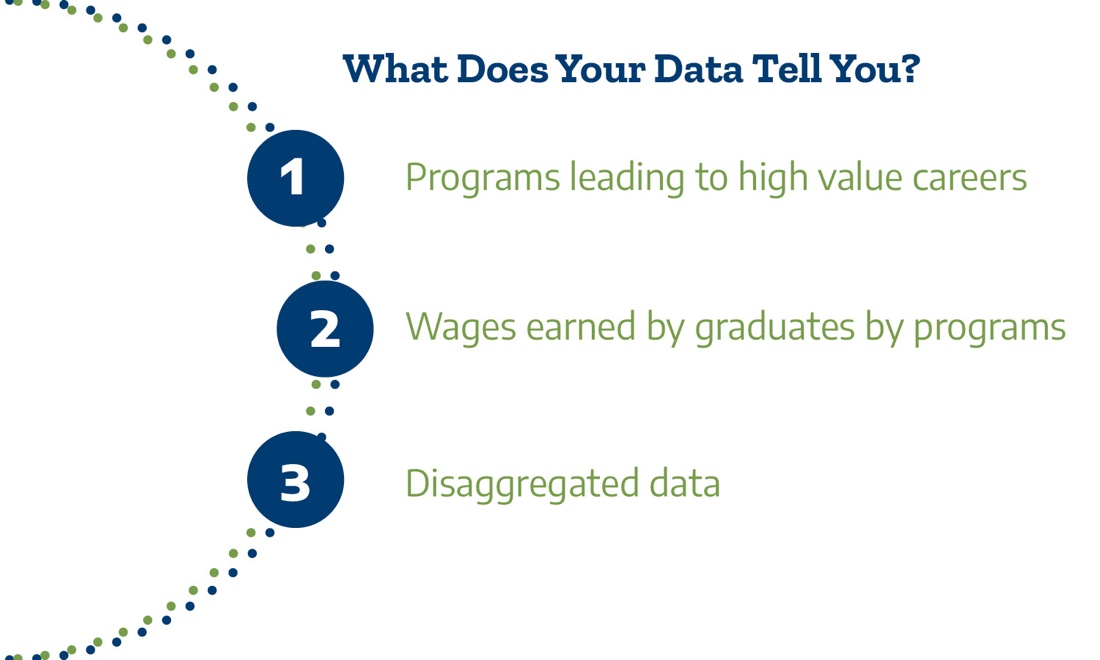 What Does Your Data Tell You?
1
Programs leading to high value careers
2
Wages earned by graduates by programs
3
Disaggregated data